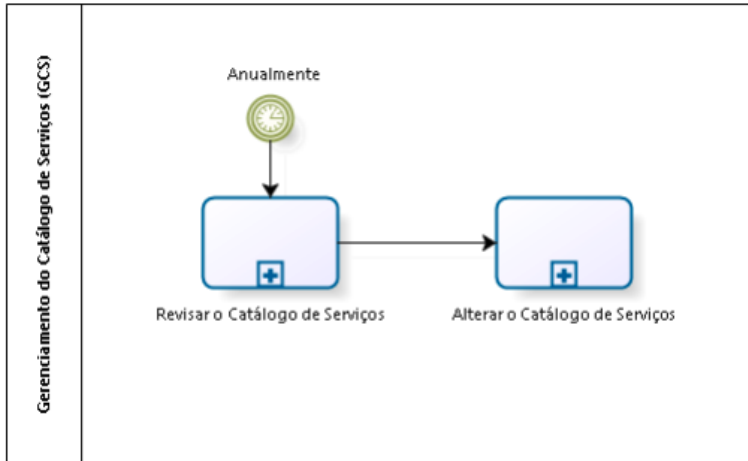 Gerenciamento do Catálogo de Serviços (GCS)
Anualmente
Revisar o Catálogo de Serviços
Alterar o Catálogo de Serviços